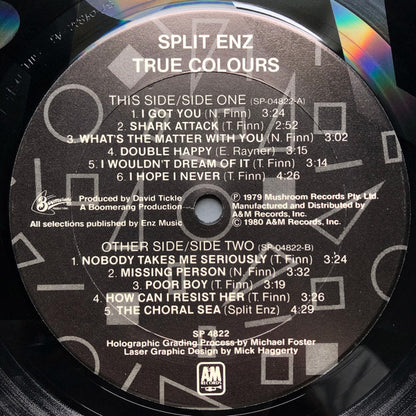 SPLIT ENZ
TRUE COLOURS
THIS SIDE/SIDE ONE (SP-04822-A)
1. I GOT YOU (N. Finn) 3:24
2. SHARK ATTACK (T. Finn) 2:52
3. WHATS THE MATTER WITH YOU (N. Finn) 3:02
4. DOUBLE HAPPY (E. Rayner) 3:15
5. I WOULDN'T DREAM OF IT (T. Finn) 3:14
6. I HOPE I NEVER (T. Finn) 4:26
Boomerang
Produced by David Tickle
A Boomerang Production
All selections published by Enz Music
℗ 1979 Mushroom Records Pty. Ltd.
Manufactured and Distributed by
A&M Records, Inc.
© 1980 A&M Records, Inc.
OTHER SIDE/SIDE TWO (SP-04822-B)
1. NOBODY TAKES ME SERIOUSLY (T. Finn) 3:24
2. MISSING PERSON (N. Finn) 3:32
3. POOR BOY (T. Finn) 3:19
4. HOW CAN I RESIST HER (T. Finn) 3:26
5. THE CHORAL SEA (Split Enz) 4:29
SP 4822
Holographic Grading Process by Michael Foster
Laser Graphic Design by Mick Haggerty
A&M
RECORDS